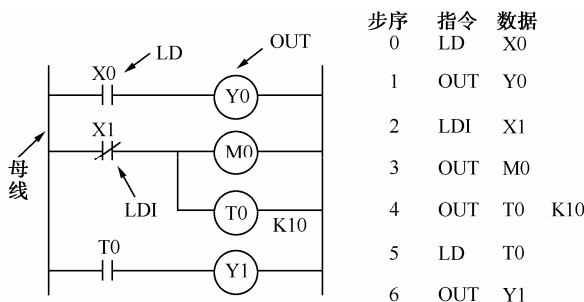 LD
OUT
X0
Y0
X1
M0
母线
LDI
T0
K10
T0
Y1
步序 指令 数据
0 LD X0
1 OUT Y0
2 LDI X1
3 OUT M0
4 OUT T0 K10
5 LD T0
6 OUT Y1